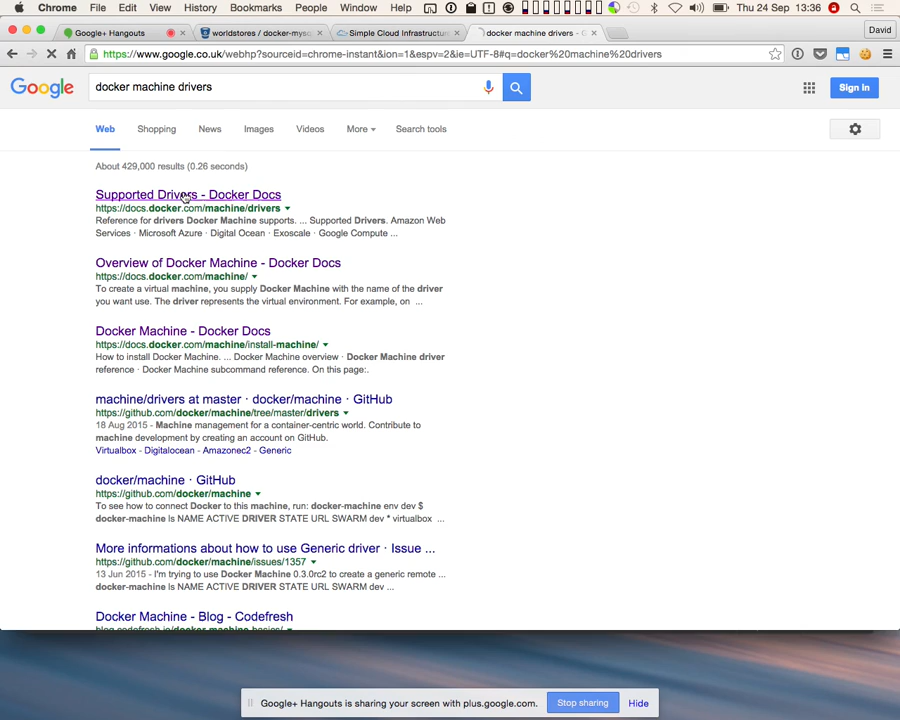 Chrome File Edit View History Bookmarks People Window Help Thu 24 Sep 13:36
Google+ Hangouts worldstores / docker-mysq Simple Cloud Infrastructur docker machine drivers - G David
https://www.google.co.uk/webhp?sourceid=chrome-instant&ion=1&espv=2&ie=UTF-8#q=docker%20machine%20drivers
Google docker machine drivers Sign in
Web Shopping News Images Videos More Search tools
About 429,000 results (0.26 seconds)
Supported Drivers - Docker Docs
https://docs.docker.com/machine/drivers
Reference for drivers Docker Machine supports. ... Supported Drivers. Amazon Web
Services · Microsoft Azure · Digital Ocean · Exoscale · Google Compute ...
Overview of Docker Machine - Docker Docs
https://docs.docker.com/machine/
To create a virtual machine, you supply Docker Machine with the name of the driver
you want use. The driver represents the virtual environment. For example, on ...
Docker Machine - Docker Docs
https://docs.docker.com/machine/install-machine/
How to install Docker Machine. ... Docker Machine overview · Docker Machine driver
reference · Docker Machine subcommand reference. On this page:.
machine/drivers at master · docker/machine · GitHub
https://github.com/docker/machine/tree/master/drivers
18 Aug 2015 - Machine management for a container-centric world. Contribute to
machine development by creating an account on GitHub.
Virtualbox - Digitalocean - Amazonec2 - Generic
docker/machine · GitHub
https://github.com/docker/machine
To see how to connect Docker to this machine, run: docker-machine env dev $
docker-machine ls NAME ACTIVE DRIVER STATE URL SWARM dev * virtualbox ...
More informations about how to use Generic driver · Issue ...
https://github.com/docker/machine/issues/1357
13 Jun 2015 - I'm trying to use Docker Machine 0.3.0rc2 to create a generic remote ...
docker-machine ls NAME ACTIVE DRIVER STATE URL SWARM dev ...
Docker Machine - Blog - Codefresh
blog.codefresh.io/docker-machine-basics/
Google+ Hangouts is sharing your screen with plus.google.com. Stop sharing Hide